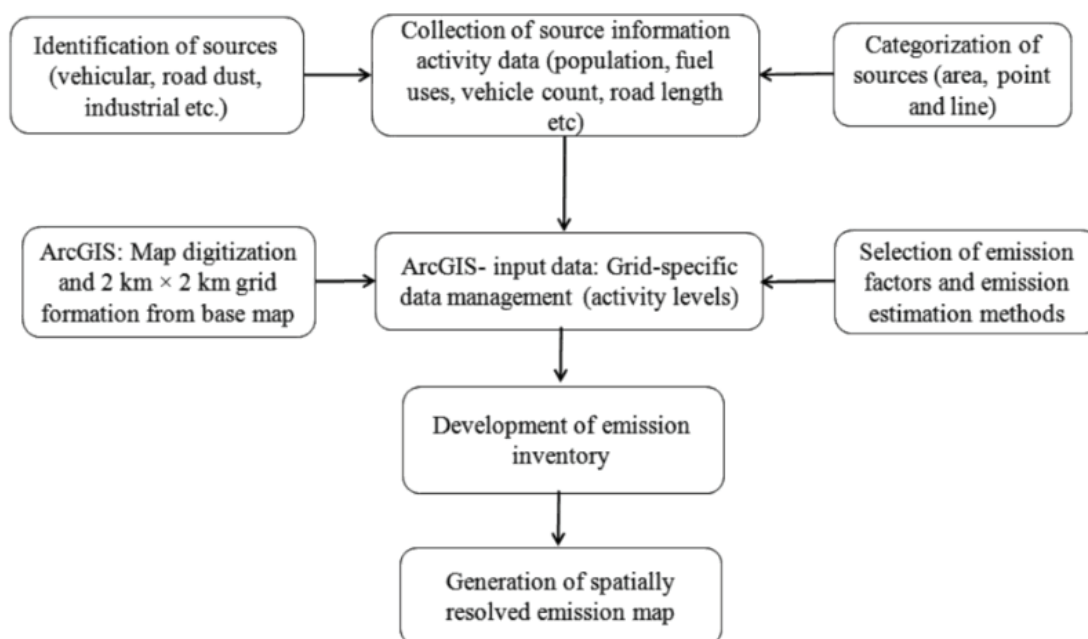 Identification of sources
(vehicular, road dust,
industrial etc.)
Collection of source information
activity data (population, fuel
uses, vehicle count, road length
etc)
Categorization of
sources (area, point
and line)
ArcGIS: Map digitization
and 2 km × 2 km grid
formation from base map
ArcGIS- input data: Grid-specific
data management (activity levels)
Selection of emission
factors and emission
estimation methods
Development of emission
inventory
Generation of spatially
resolved emission map